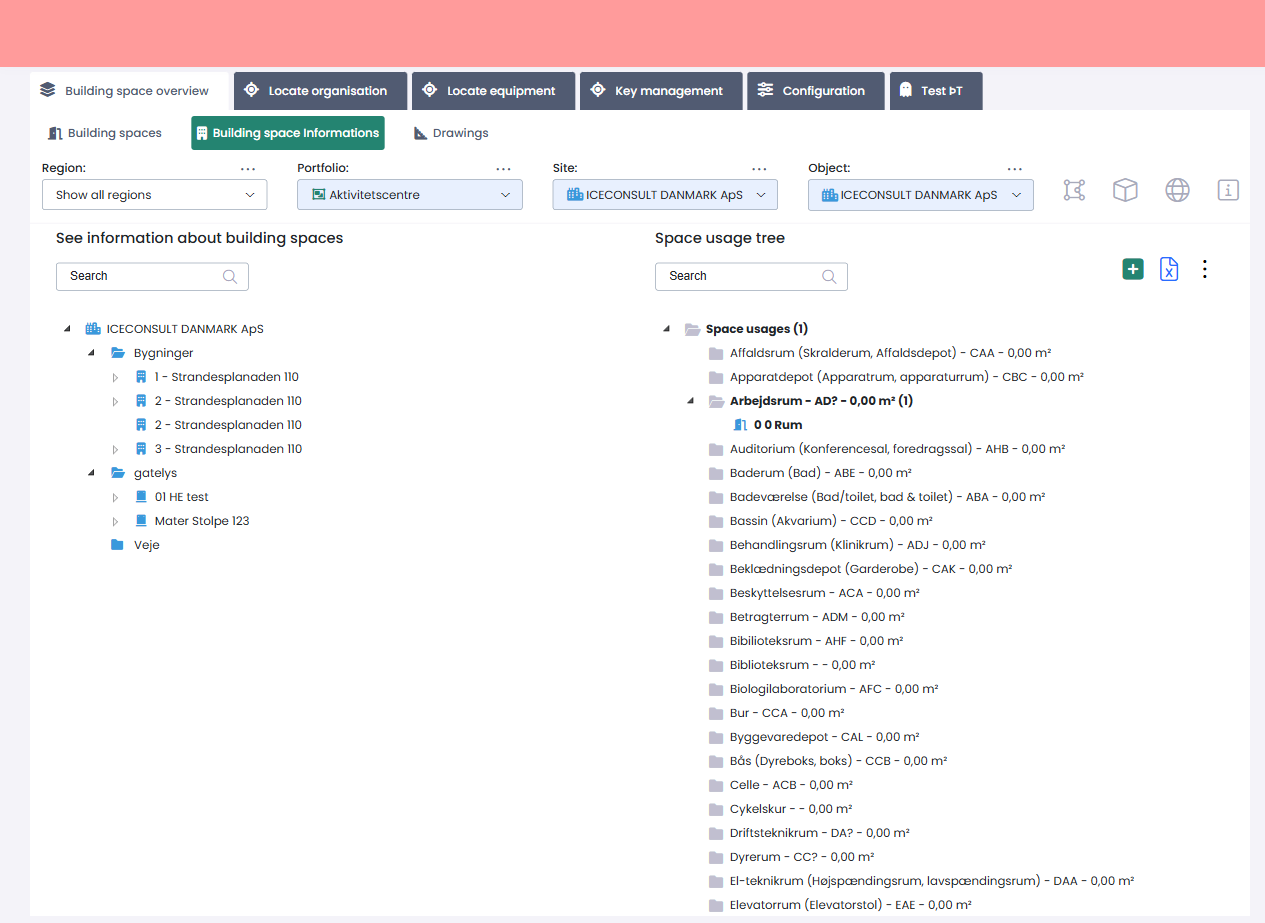 Building space overview
Locate organisation
Locate equipment
Key management
Configuration
Test ÞT
Building spaces
Building space Informations
Drawings
Region:
Portfolio:
Site:
Object:
Show all regions
Aktivitetscentre
ICECONSULT DANMARK ApS
ICECONSULT DANMARK ApS
See information about building spaces
Search
ICECONSULT DANMARK ApS
Bygninger
1 - Strandesplanaden 110
2 - Strandesplanaden 110
2 - Strandesplanaden 110
3 - Strandesplanaden 110
gatelys
01 HE test
Mater Stolpe 123
Veje
Space usage tree
Search
Space usages (1)
Affaldsrum (Skralderum, Affaldsdepot) - CAA - 0,00 m²
Apparatdepot (Apparatrum, apparaturrum) - CBC - 0,00 m²
Arbejdsrum - AD? - 0,00 m² (1)
0 0 Rum
Auditorium (Konferencesal, foredragssal) - AHB - 0,00 m²
Baderum (Bad) - ABE - 0,00 m²
Badeværelse (Bad/toilet, bad & toilet) - ABA - 0,00 m²
Bassin (Akvarium) - CCD - 0,00 m²
Behandlingsrum (Klinikrum) - ADJ - 0,00 m²
Beklædningsdepot (Garderobe) - CAK - 0,00 m²
Beskyttelsesrum - ACA - 0,00 m²
Betragterrum - ADM - 0,00 m²
Bibilioteksrum - AHF - 0,00 m²
Biblioteksrum - - 0,00 m²
Biologilaboratorium - AFC - 0,00 m²
Bur - CCA - 0,00 m²
Byggevaredepot - CAL - 0,00 m²
Bås (Dyreboks, boks) - CCB - 0,00 m²
Celle - ACB - 0,00 m²
Cykelskur - - 0,00 m²
Driftsteknikrum - DA? - 0,00 m²
Dyrerum - CC? - 0,00 m²
El-teknikrum (Højspændingsrum, lavspændingsrum) - DAA - 0,00 m²
Elevatorrum (Elevatorstol) - EAE - 0,00 m²